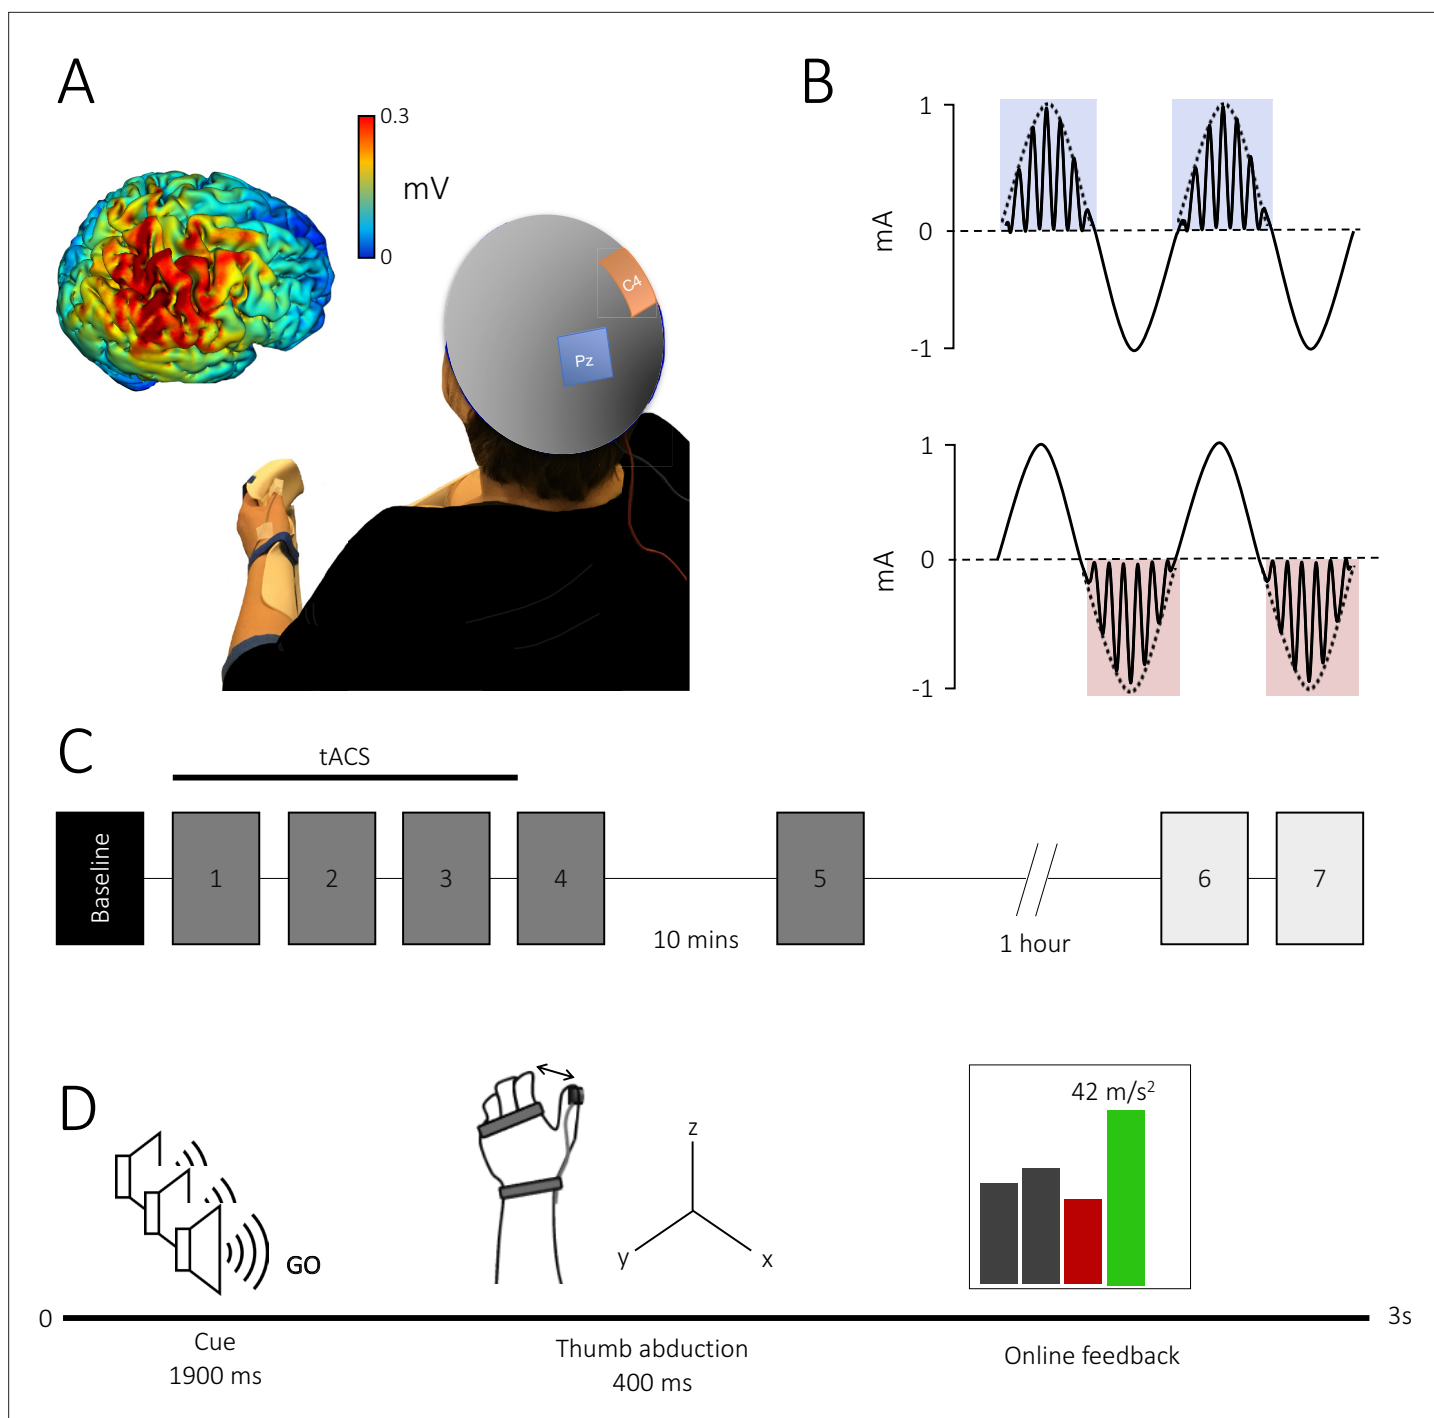 A
0.3
mV
0
C4
Pz
B
1
mA
0
-1
1
mA
0
-1
C
tACS
Baseline
1
2
3
4
10 mins
5
1 hour
6
7
D
GO
z
y
x
42 m/s²
0
3s
Cue
1900 ms
Thumb abduction
400 ms
Online feedback